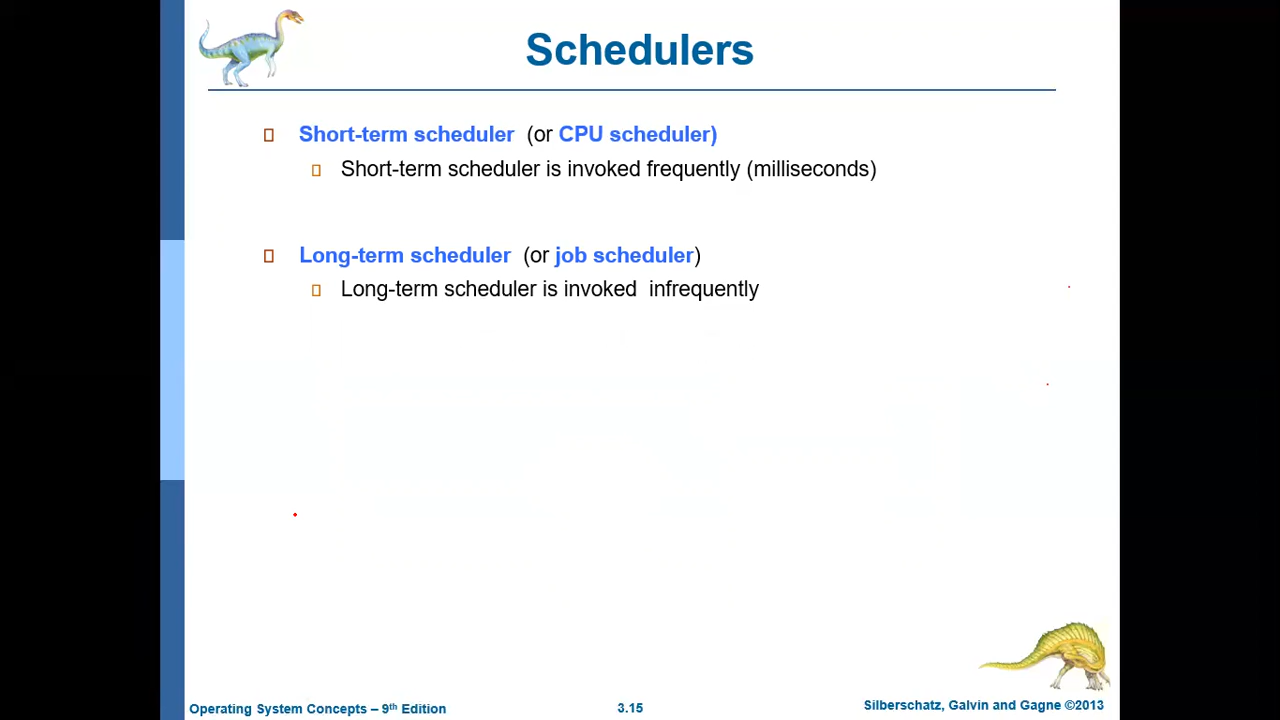 Schedulers
Short-term scheduler (or CPU scheduler)
Short-term scheduler is invoked frequently (milliseconds)
Long-term scheduler (or job scheduler)
Long-term scheduler is invoked infrequently
Operating System Concepts – 9th Edition
3.15
Silberschatz, Galvin and Gagne ©2013